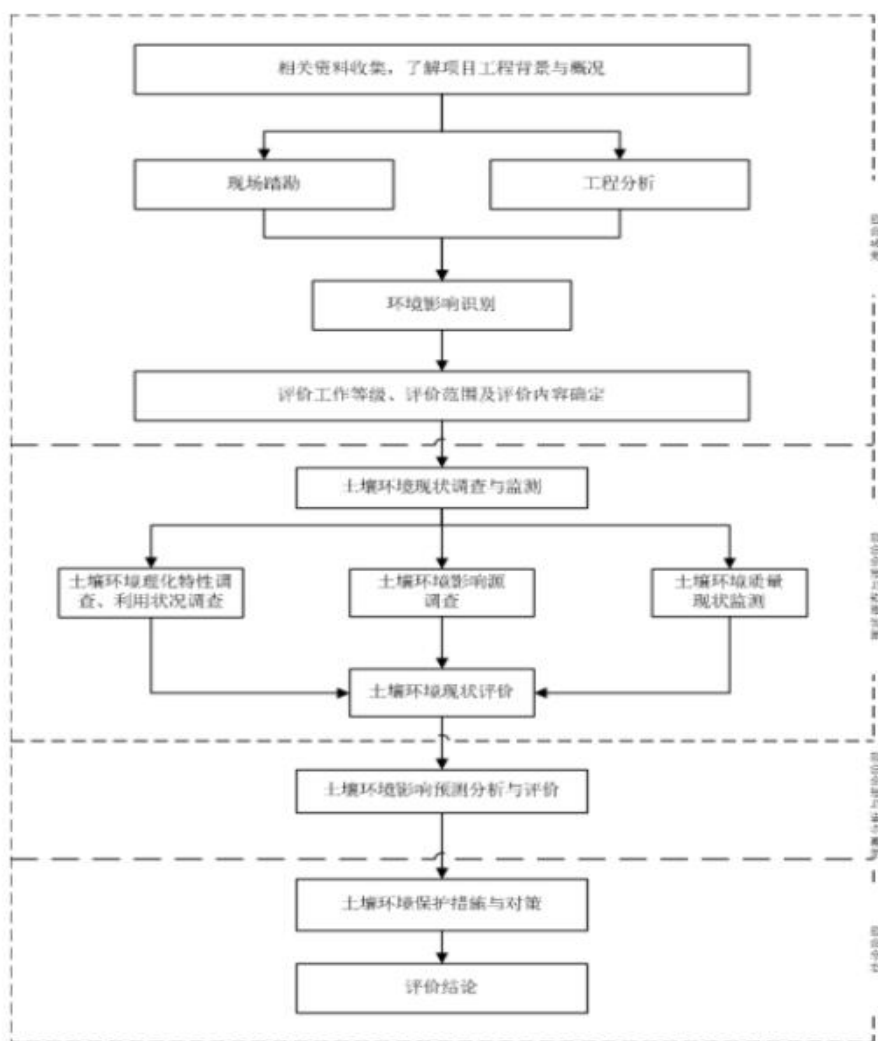 相关资料收集，了解项目工程背景与概况
现场踏勘
工程分析
环境影响识别
评价工作等级、评价范围及评价内容确定
土壤环境现状调查与监测
土壤环境理化特性调
查、利用状况调查
土壤环境影响源
调查
土壤环境质量
现状监测
土壤环境现状评价
土壤环境影响预测分析与评价
土壤环境保护措施与对策
评价结论